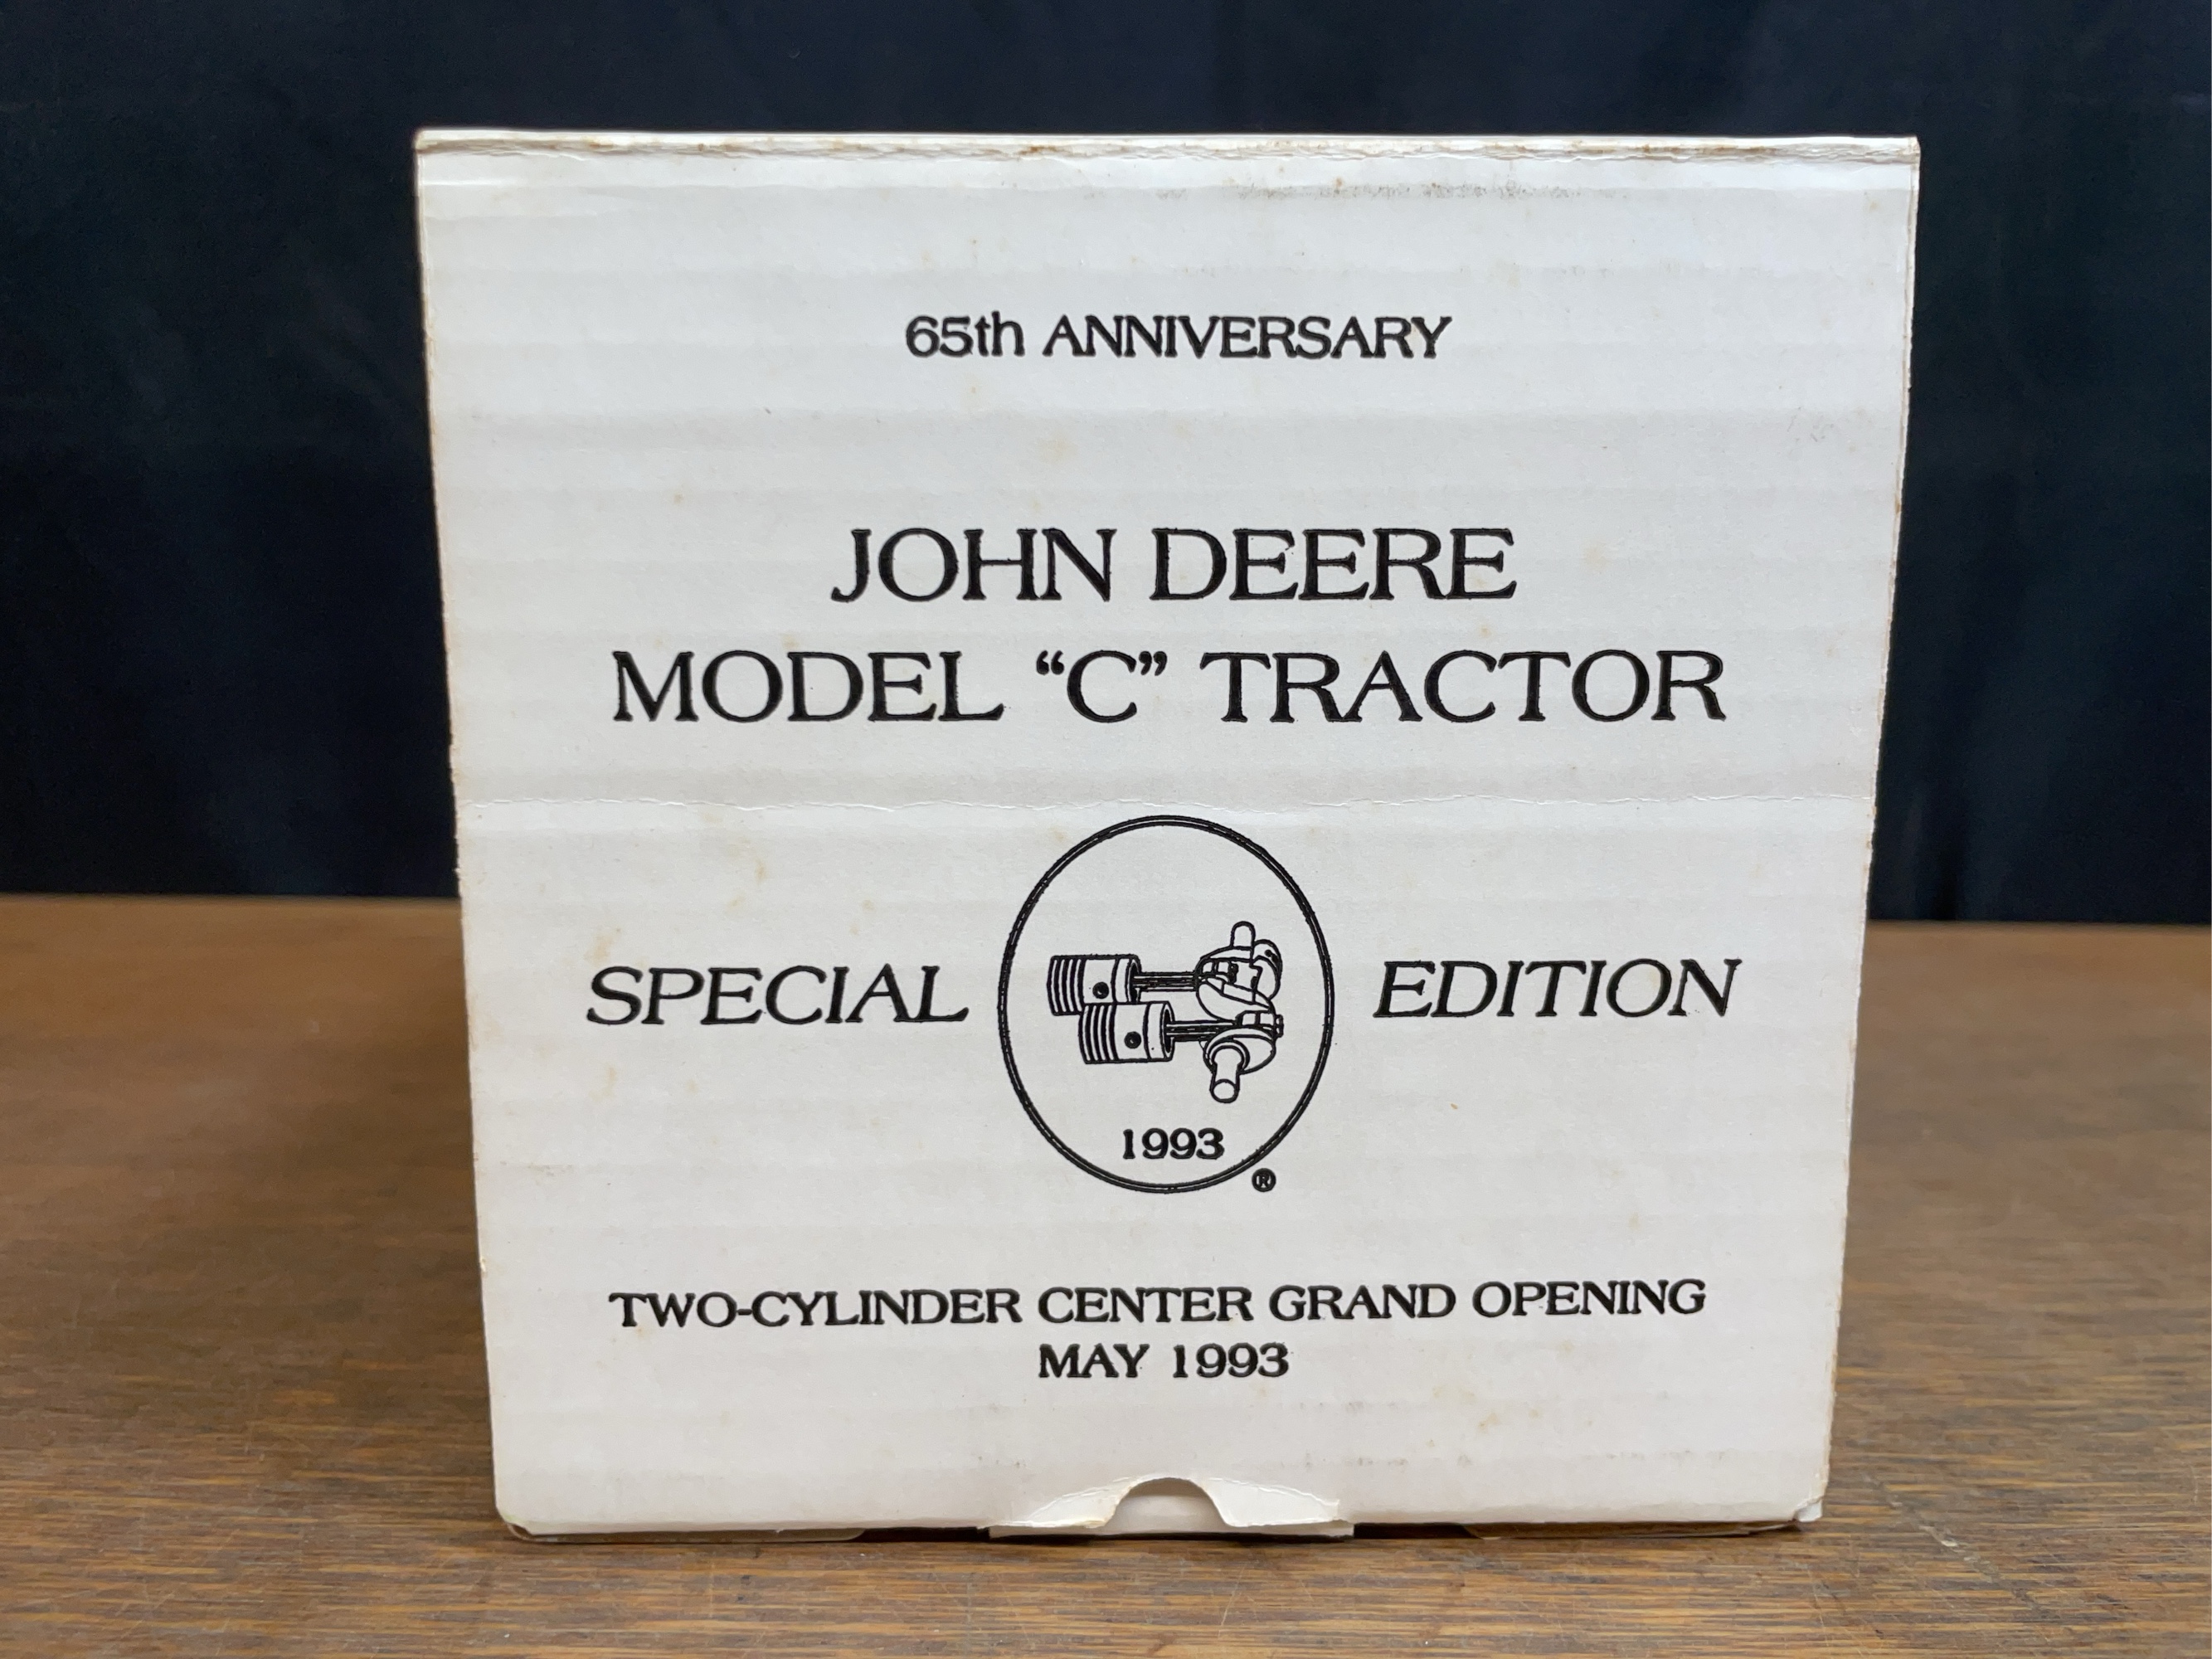 65th ANNIVERSARY
JOHN DEERE
MODEL “C” TRACTOR
SPECIAL EDITION
1993
®
TWO-CYLINDER CENTER GRAND OPENING
MAY 1993